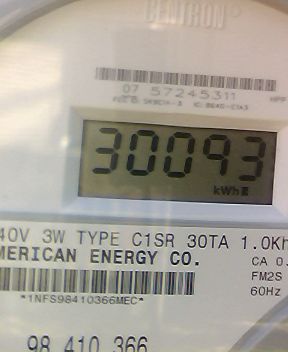 CENTRON®
07 57245311
30093
kWh
40V 3W TYPE C1SR 30TA 1.0Kh
MERICAN ENERGY CO.
CA 0.
FM2S
60Hz
*1NFS98410366MEC*
98 410 366